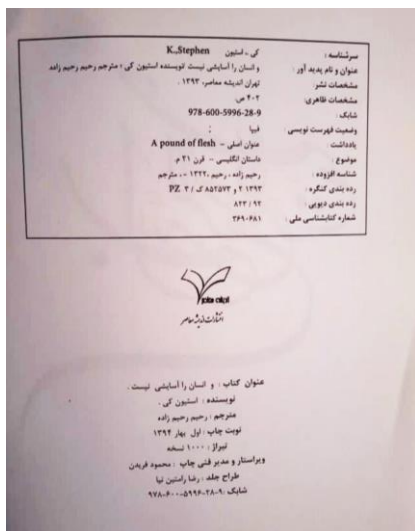 سرشناسه : کی ، استیون K.,Stephen
عنوان و نام پدید آور : و انسان را آسایشی نیست /نویسنده استیون کی ؛ مترجم رحیم رحیم زاده.
مشخصات نشر : تهران اندیشه معاصر، ۱۳۹۳ .
مشخصات ظاهری: ۴۰۲ ص.
شابک : 978-600-5996-28-9
وضعیت فهرست نویسی : فیپا
یادداشت : عنوان اصلی – A pound of flesh
موضوع : داستان انگلیسی – قرن ۲۱ م.
شناسه افزوده : رحیم زاده ، رحیم ،۱۳۲۲ - ، مترجم
رده بندی کنگره : ۱۳۹۳ ۲ و ۸۵۲۵۷۳ ک / PZ ۳
رده بندی دیویی : ۸۲۳ / ۹۲
شماره کتابشناسی ملی : ۳۶۹۰۶۸۱
انتشارات اندیشه معاصر
عنوان کتاب : و انسان را آسایشی نیست .
نویسنده : استیون کی .
مترجم : رحیم رحیم زاده
نوبت چاپ : اول بهار ۱۳۹۴
تیراژ : ۱۰۰۰ نسخه
ویراستار و مدیر فنی چاپ : محمود فریدن
طراح جلد : رضا رامتین نیا
شابک : ۹-۲۸-۵۹۹۶-۶۰۰-۹۷۸